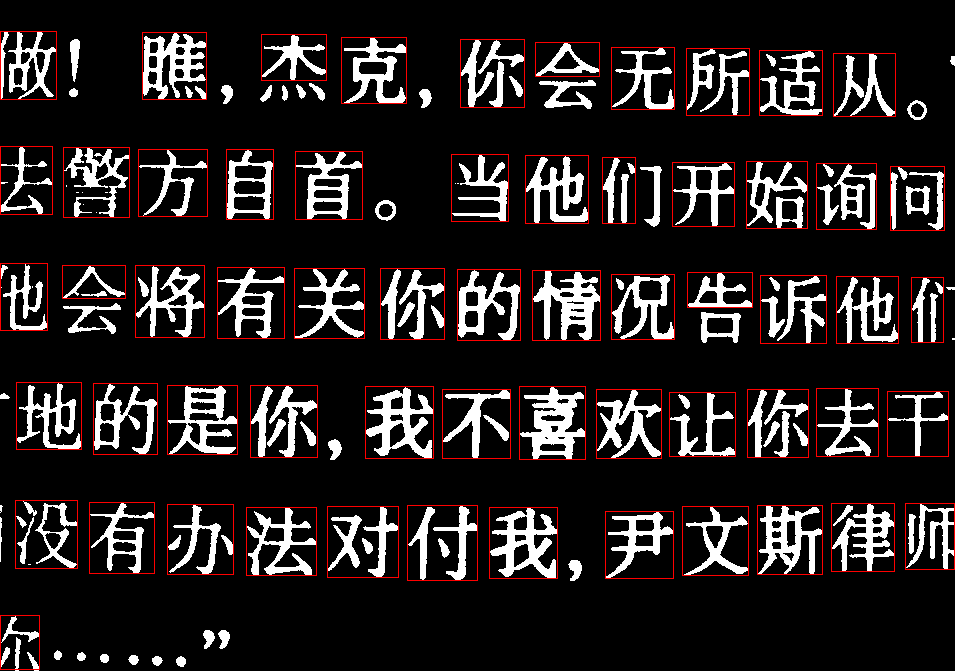 做！ 瞧，杰克，你会无所适从。”
去警方自首。 当他们开始询问
他会将有关你的情况告诉他们
地的是你，我不喜欢让你去干
没有办法对付我，尹文斯律师
你……”